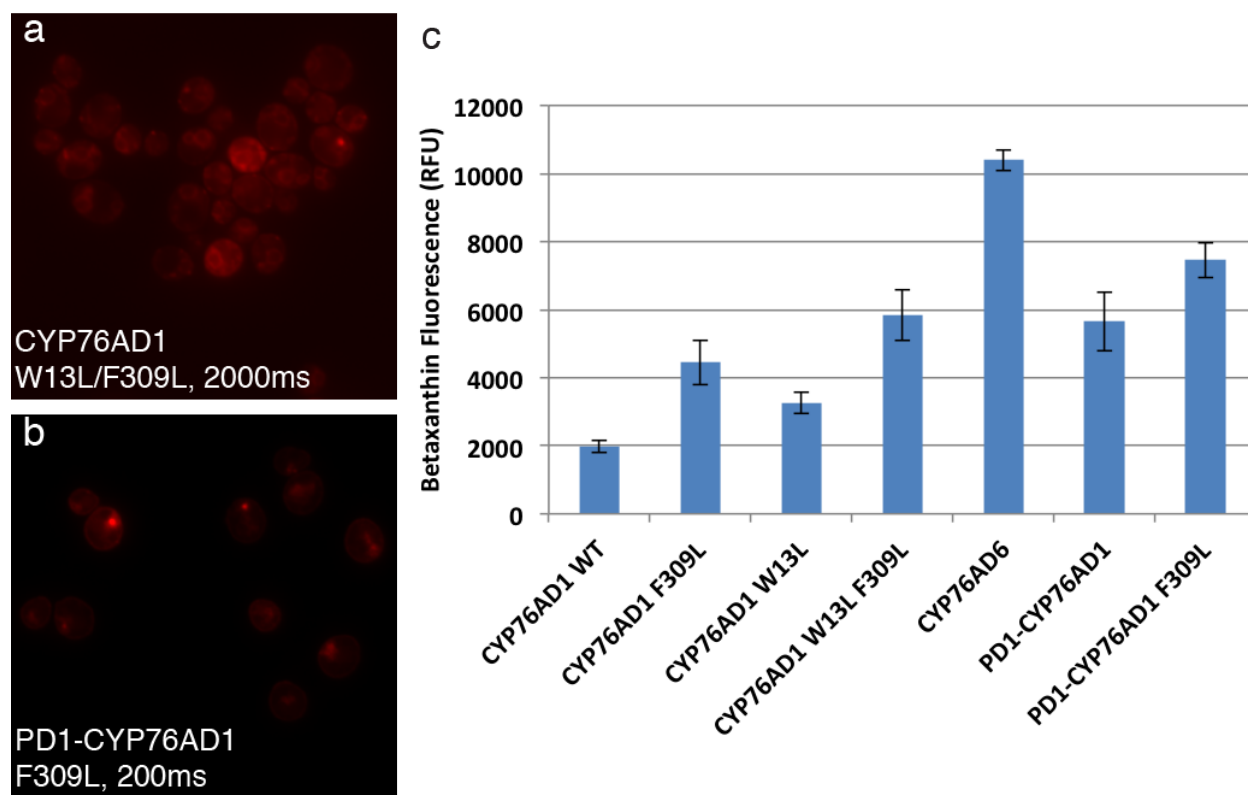 a
CYP76AD1
W13L/F309L, 2000ms
b
PD1-CYP76AD1
F309L, 200ms
c
Betaxanthin Fluorescence (RFU)
12000
10000
8000
6000
4000
2000
0
CYP76AD1 WT
CYP76AD1 F309L
CYP76AD1 W13L
CYP76AD1 W13L F309L
CYP76AD6
PD1-CYP76AD1
PD1-CYP76AD1 F309L